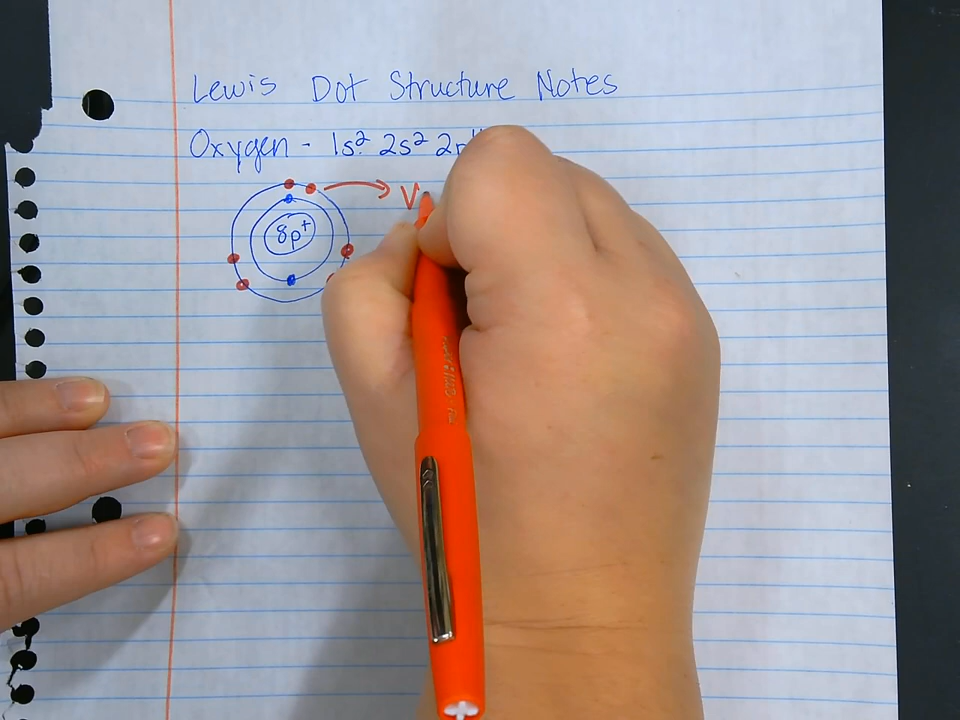 Lewis Dot Structure Notes
Oxygen - 1s² 2s² 2p
8p⁺
V